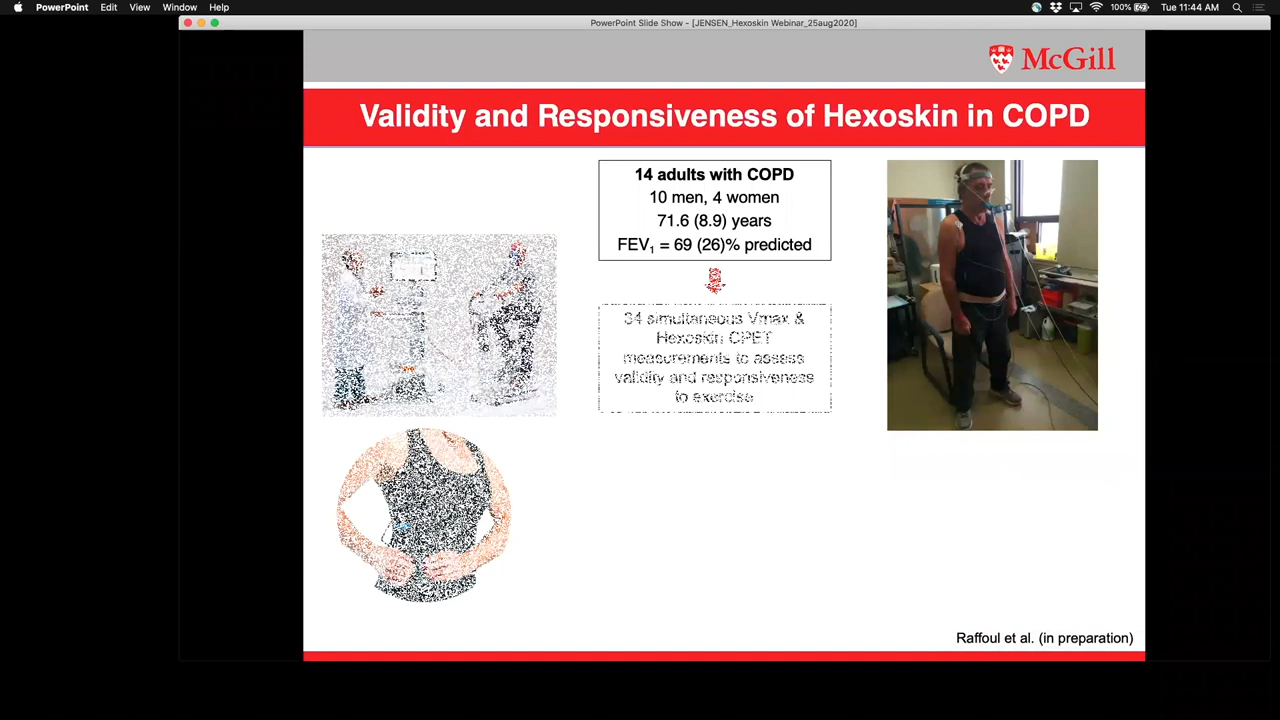 PowerPoint Edit View Window Help
100% Tue 11:44 AM
PowerPoint Slide Show - [JENSEN_Hexoskin Webinar_25aug2020]
McGill
Validity and Responsiveness of Hexoskin in COPD
14 adults with COPD
10 men, 4 women
71.6 (8.9) years
FEV₁ = 69 (26)% predicted
34 simultaneous Vmax &
Hexoskin CPET
measurements to assess
validity and responsiveness
to exercise
Raffoul et al. (in preparation)